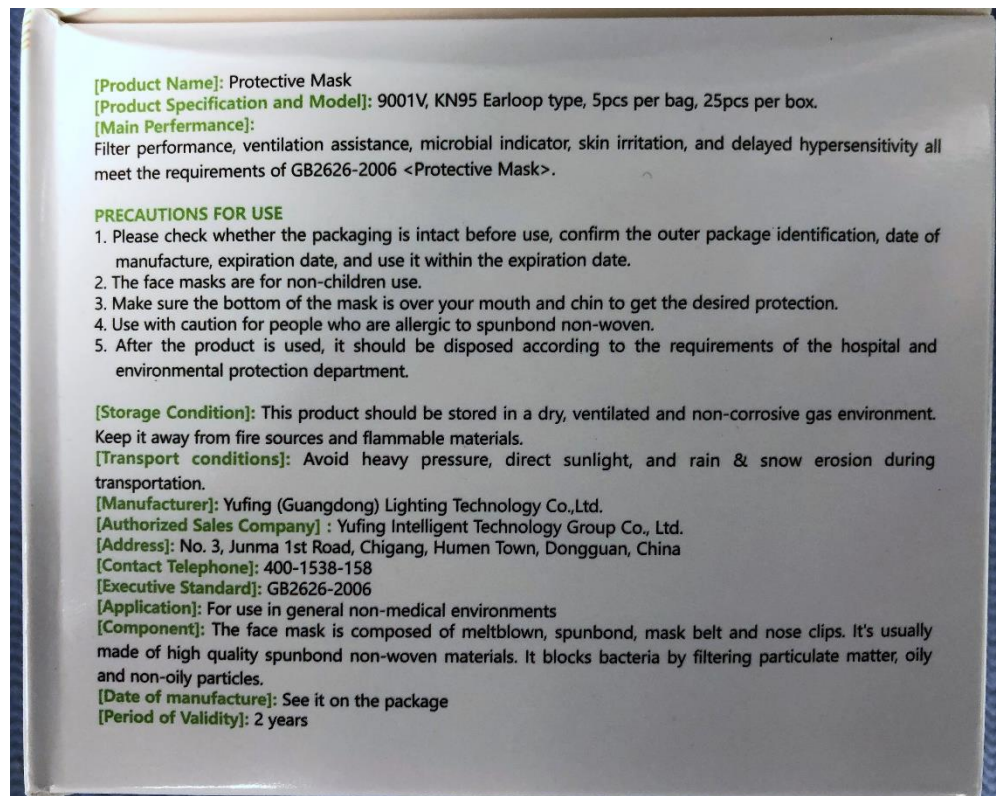 [Product Name]: Protective Mask
[Product Specification and Model]: 9001V, KN95 Earloop type, 5pcs per bag, 25pcs per box.
[Main Perfermance]:
Filter performance, ventilation assistance, microbial indicator, skin irritation, and delayed hypersensitivity all
meet the requirements of GB2626-2006 <Protective Mask>.
PRECAUTIONS FOR USE
1. Please check whether the packaging is intact before use, confirm the outer package identification, date of
manufacture, expiration date, and use it within the expiration date.
2. The face masks are for non-children use.
3. Make sure the bottom of the mask is over your mouth and chin to get the desired protection.
4. Use with caution for people who are allergic to spunbond non-woven.
5. After the product is used, it should be disposed according to the requirements of the hospital and
environmental protection department.
[Storage Condition]: This product should be stored in a dry, ventilated and non-corrosive gas environment.
Keep it away from fire sources and flammable materials.
[Transport conditions]: Avoid heavy pressure, direct sunlight, and rain & snow erosion during
transportation.
[Manufacturer]: Yufing (Guangdong) Lighting Technology Co.,Ltd.
[Authorized Sales Company] : Yufing Intelligent Technology Group Co., Ltd.
[Address]: No. 3, Junma 1st Road, Chigang, Humen Town, Dongguan, China
[Contact Telephone]: 400-1538-158
[Executive Standard]: GB2626-2006
[Application]: For use in general non-medical environments
[Component]: The face mask is composed of meltblown, spunbond, mask belt and nose clips. It's usually
made of high quality spunbond non-woven materials. It blocks bacteria by filtering particulate matter, oily
and non-oily particles.
[Date of manufacture]: See it on the package
[Period of Validity]: 2 years